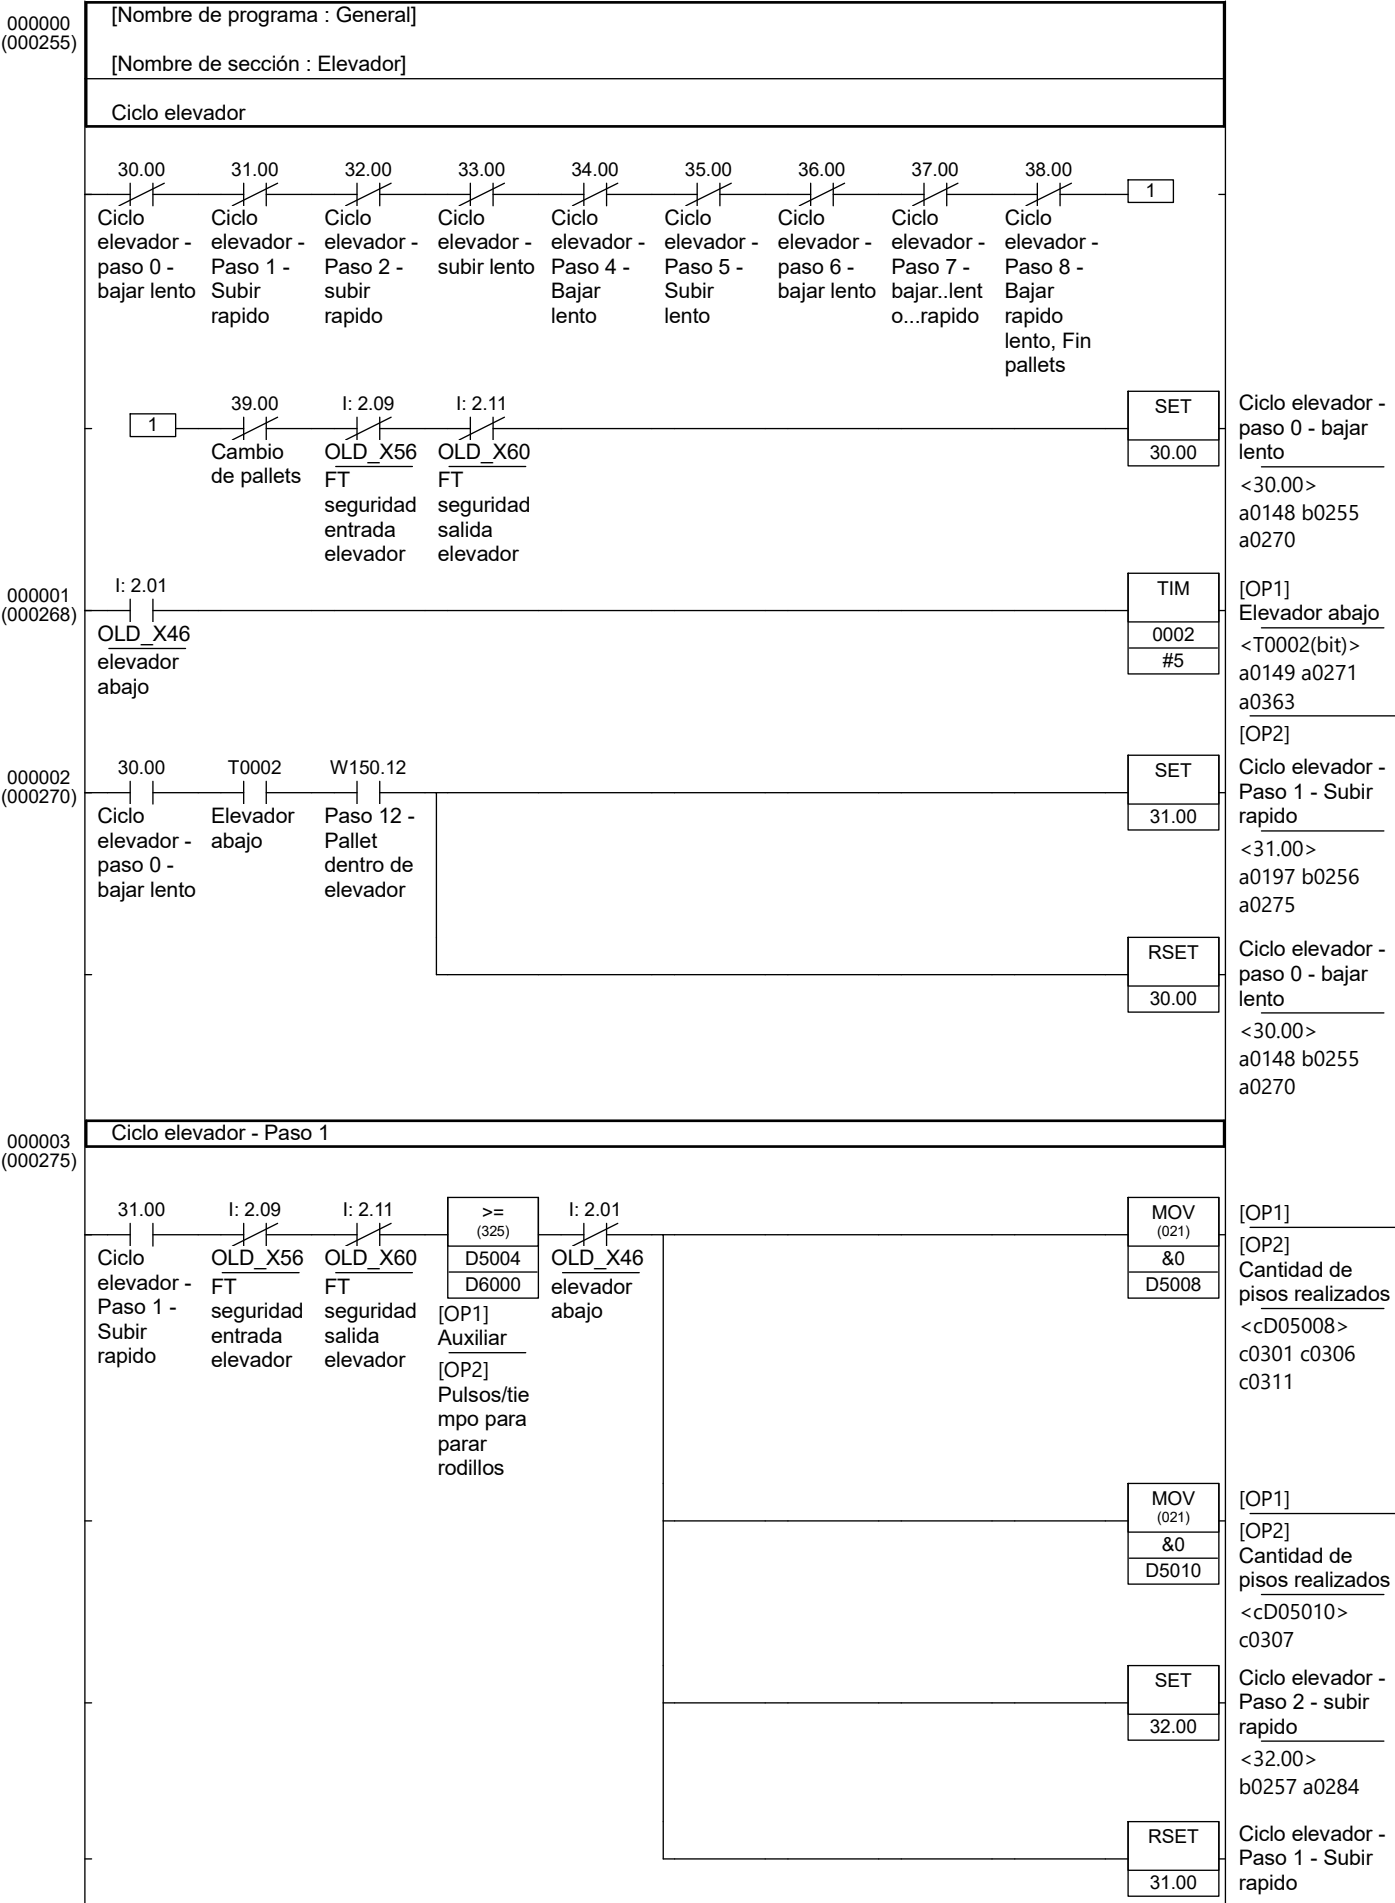 000000
(000255)
[Nombre de programa : General]
[Nombre de sección : Elevador]
Ciclo elevador
30.00 31.00 32.00 33.00 34.00 35.00 36.00 37.00 38.00
1
Ciclo elevador - paso 0 - bajar lento
Ciclo elevador - Paso 1 - Subir rapido
Ciclo elevador - Paso 2 - subir rapido
Ciclo elevador - subir lento
Ciclo elevador - Paso 4 - Bajar lento
Ciclo elevador - Paso 5 - Subir lento
Ciclo elevador - paso 6 - bajar lento
Ciclo elevador - Paso 7 - bajar..lent o...rapido
Ciclo elevador - Paso 8 - Bajar rapido lento, Fin pallets
1
39.00
Cambio
de pallets
I: 2.09
OLD_X56
FT
seguridad
entrada
elevador
I: 2.11
OLD_X60
FT
seguridad
salida
elevador
SET
30.00
Ciclo elevador -
paso 0 - bajar
lento
<30.00>
a0148 b0255
a0270
000001
(000268)
I: 2.01
OLD_X46
elevador
abajo
TIM
0002
#5
[OP1]
Elevador abajo
<T0002(bit)>
a0149 a0271
a0363
[OP2]
000002
(000270)
30.00
Ciclo
elevador -
paso 0 -
bajar lento
T0002
Elevador
abajo
W150.12
Paso 12 -
Pallet
dentro de
elevador
SET
31.00
Ciclo elevador -
Paso 1 - Subir
rapido
<31.00>
a0197 b0256
a0275
RSET
30.00
Ciclo elevador -
paso 0 - bajar
lento
<30.00>
a0148 b0255
a0270
000003
(000275)
Ciclo elevador - Paso 1
31.00
Ciclo
elevador -
Paso 1 -
Subir
rapido
I: 2.09
OLD_X56
FT
seguridad
entrada
elevador
I: 2.11
OLD_X60
FT
seguridad
salida
elevador
>=
(325)
D5004
D6000
[OP1]
Auxiliar
[OP2]
Pulsos/tie
mpo para
parar
rodillos
I: 2.01
OLD_X46
elevador
abajo
MOV
(021)
&0
D5008
[OP1]
[OP2]
Cantidad de
pisos realizados
<cD05008>
c0301 c0306
c0311
MOV
(021)
&0
D5010
[OP1]
[OP2]
Cantidad de
pisos realizados
<cD05010>
c0307
SET
32.00
Ciclo elevador -
Paso 2 - subir
rapido
<32.00>
b0257 a0284
RSET
31.00
Ciclo elevador -
Paso 1 - Subir
rapido